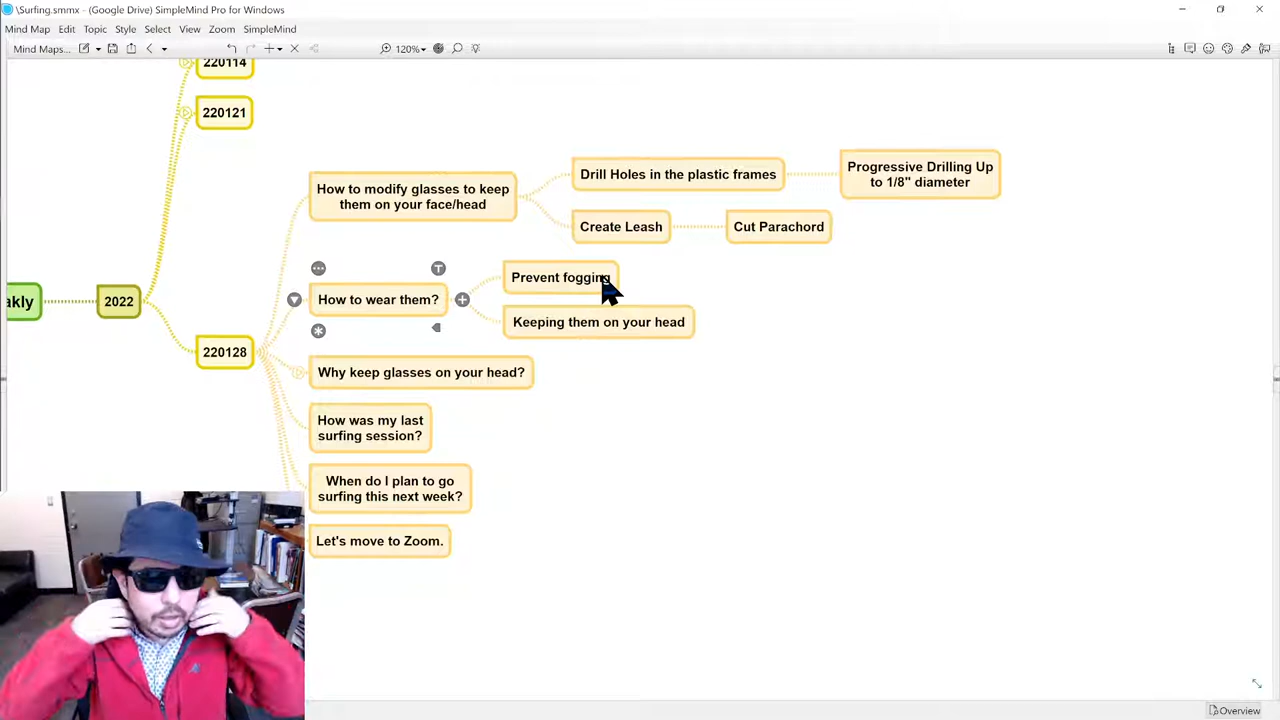 \Surfing.smmx - (Google Drive) SimpleMind Pro for Windows
Mind Map Edit Topic Style Select View Zoom SimpleMind
Mind Maps... 120%
220114
220121
How to modify glasses to keep
them on your face/head
Drill Holes in the plastic frames
Progressive Drilling Up
to 1/8" diameter
Create Leash
Cut Parachord
akly
2022
How to wear them?
T
Prevent fogging
Keeping them on your head
220128
Why keep glasses on your head?
How was my last
surfing session?
When do I plan to go
surfing this next week?
Let's move to Zoom.
Overview